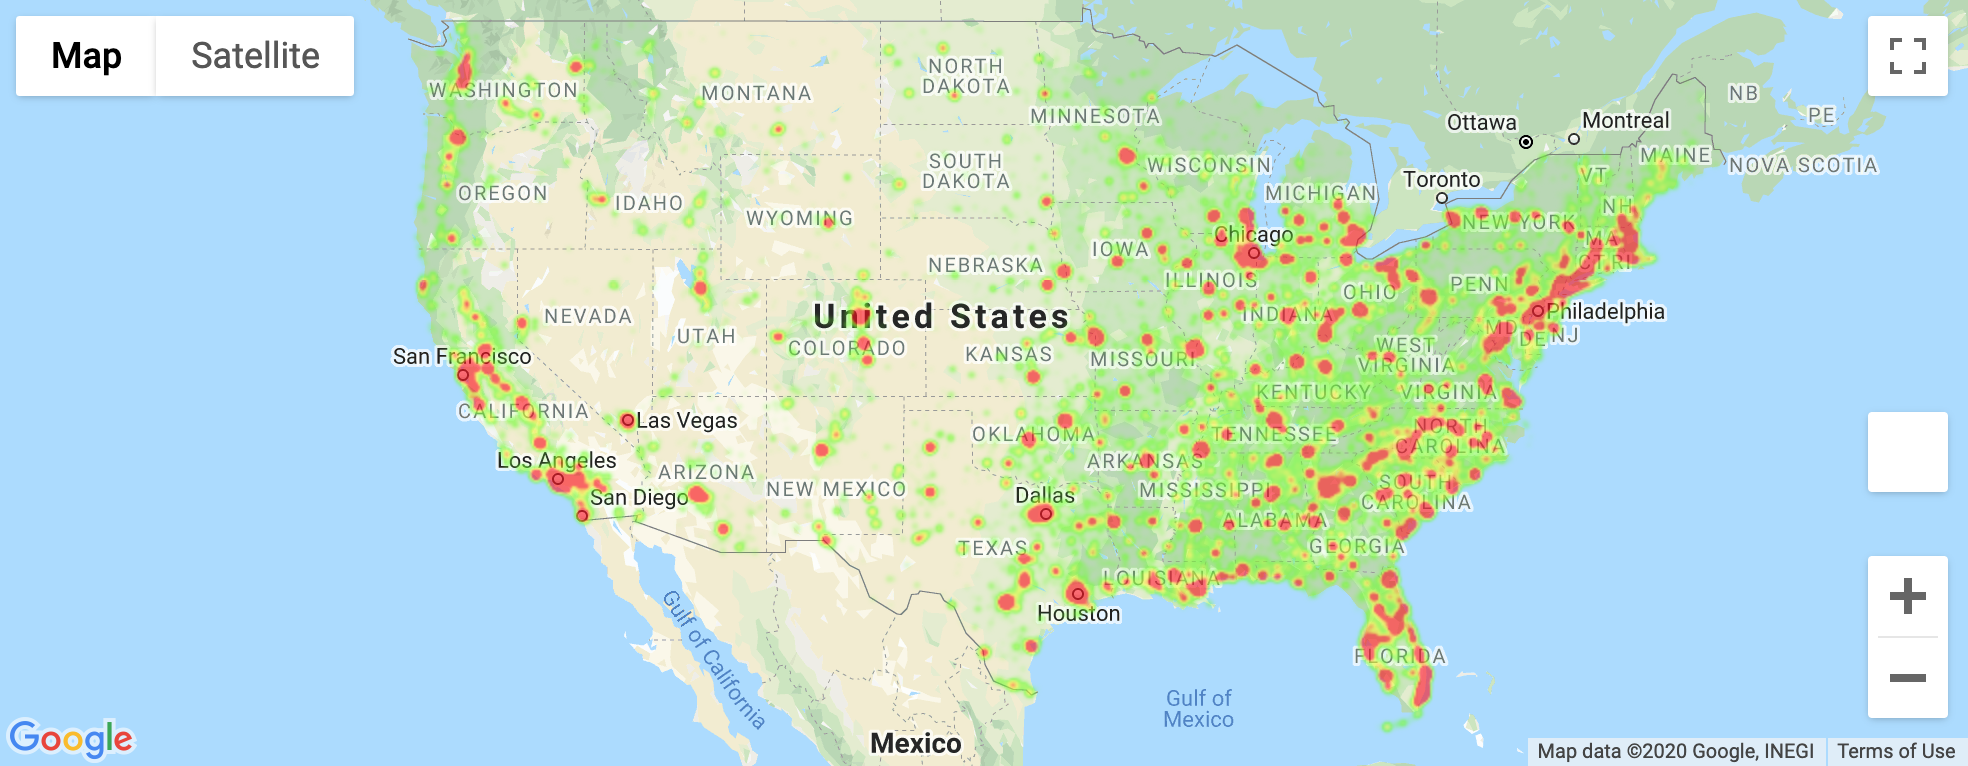 Map
Satellite
WASHINGTON
MONTANA
NORTH
DAKOTA
MINNESOTA
Ottawa
Montreal
NB
PE
OREGON
IDAHO
WYOMING
SOUTH
DAKOTA
WISCONSIN
MICHIGAN
Toronto
VT
MAINE
NOVA SCOTIA
NH
NEW YORK
MA
CT RI
NEBRASKA
IOWA
Chicago
ILLINOIS
INDIANA
OHIO
PENN
Philadelphia
MD
DE
NJ
NEVADA
UTAH
United States
COLORADO
KANSAS
MISSOURI
WEST
VIRGINIA
KENTUCKY
VIRGINIA
San Francisco
CALIFORNIA
Las Vegas
Los Angeles
San Diego
ARIZONA
NEW MEXICO
OKLAHOMA
ARKANSAS
TENNESSEE
NORTH
CAROLINA
MISSISSIPPI
SOUTH
CAROLINA
Dallas
TEXAS
ALABAMA
GEORGIA
LOUISIANA
Houston
FLORIDA
Gulf of California
Gulf of
Mexico
Mexico
Google
Map data ©2020 Google, INEGI
Terms of Use